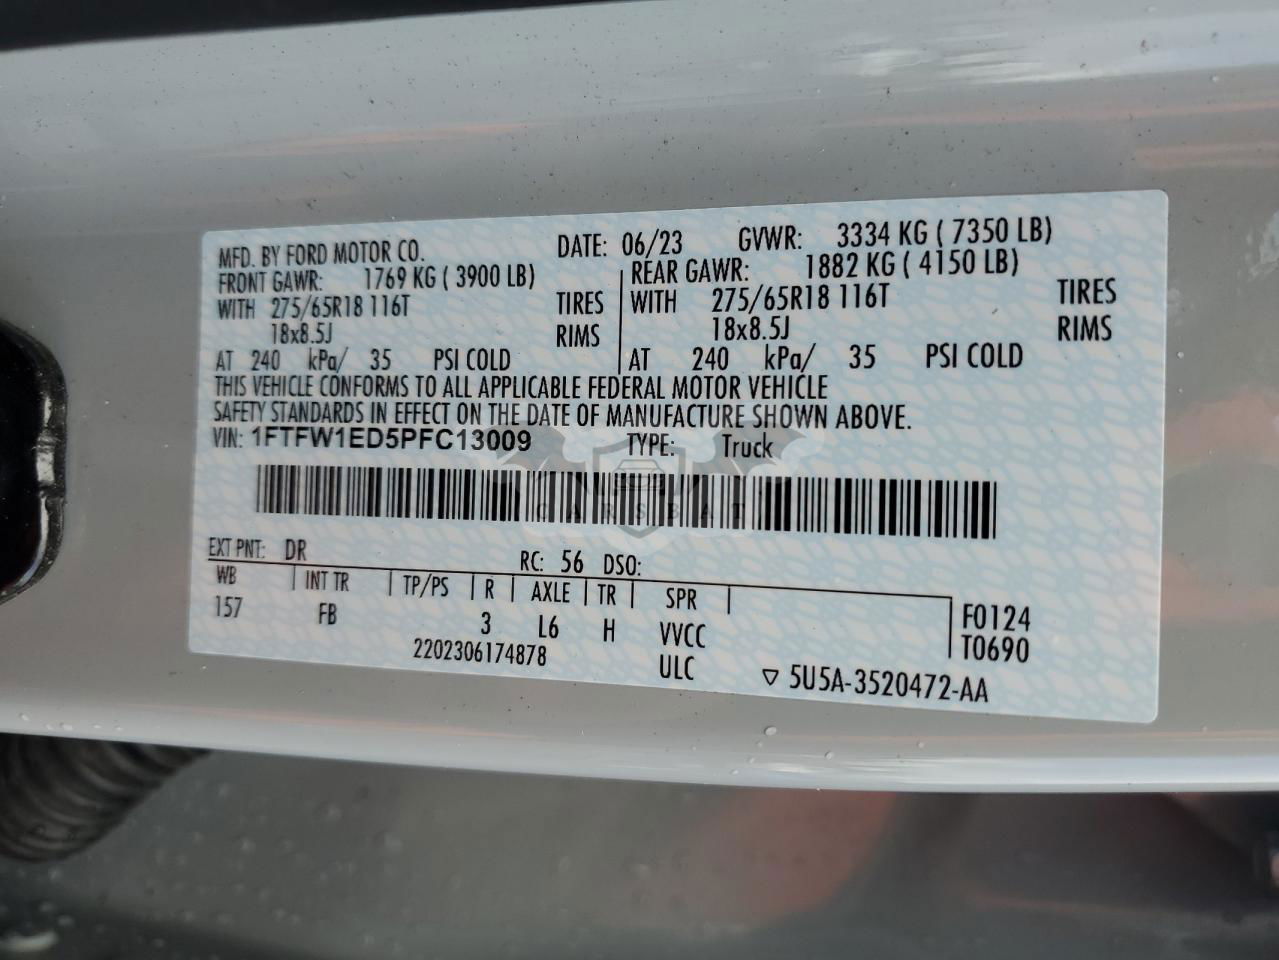 MFD. BY FORD MOTOR CO. DATE: 06/23 GVWR: 3334 KG ( 7350 LB)
FRONT GAWR: 1769 KG ( 3900 LB) REAR GAWR: 1882 KG ( 4150 LB)
WITH 275/65R18 116T TIRES WITH 275/65R18 116T TIRES
18x8.5J RIMS 18x8.5J RIMS
AT 240 kPa/ 35 PSI COLD AT 240 kPa/ 35 PSI COLD
THIS VEHICLE CONFORMS TO ALL APPLICABLE FEDERAL MOTOR VEHICLE
SAFETY STANDARDS IN EFFECT ON THE DATE OF MANUFACTURE SHOWN ABOVE.
VIN: 1FTFW1ED5PFC13009 TYPE: Truck
CARSBAT
EXT PNT: DR RC: 56 DSO:
WB INT TR TP/PS R AXLE TR SPR
157 FB 3 L6 H VVCC F0124
2202306174878 ULC T0690
▽ 5U5A-3520472-AA